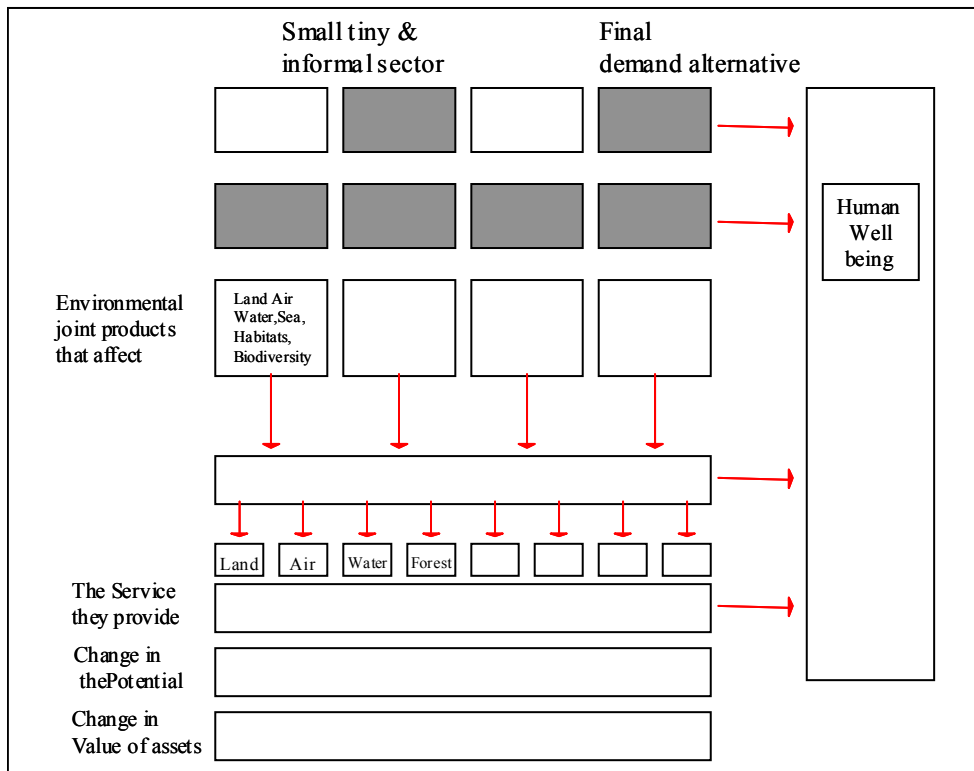 Small tiny &
informal sector
Final
demand alternative
Human
Well
being
Environmental
joint products
that affect
Land Air
Water,Sea,
Habitats,
Biodiversity
Land
Air
Water
Forest
The Service
they provide
Change in
thePotential
Change in
Value of assets